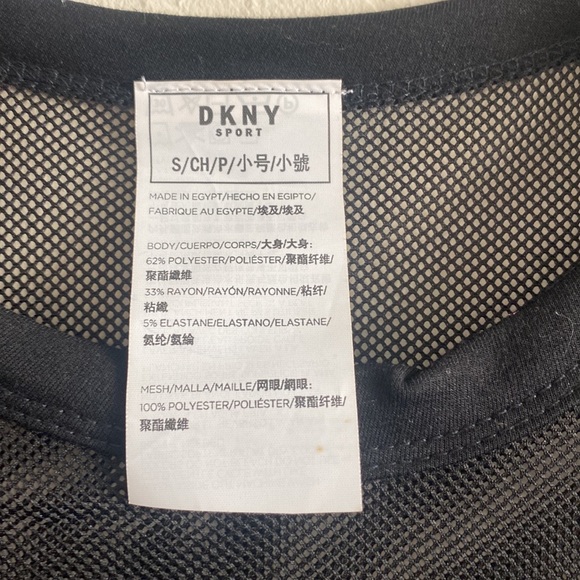 DKNY
SPORT
S/CH/P/小号/小號
MADE IN EGYPT/HECHO EN EGIPTO/
FABRIQUE AU EGYPTE/埃及/埃及
BODY/CUERPO/CORPS/大身/大身:
62% POLYESTER/POLIÉSTER/聚酯纤维/
聚酯纖維
33% RAYON/RAYÓN/RAYONNE/粘纤/
粘纖
5% ELASTANE/ELASTANO/ELASTANE/
氨纶/氨綸
MESH/MALLA/MAILLE/网眼/網眼:
100% POLYESTER/POLIÉSTER/聚酯纤维/
聚酯纖維